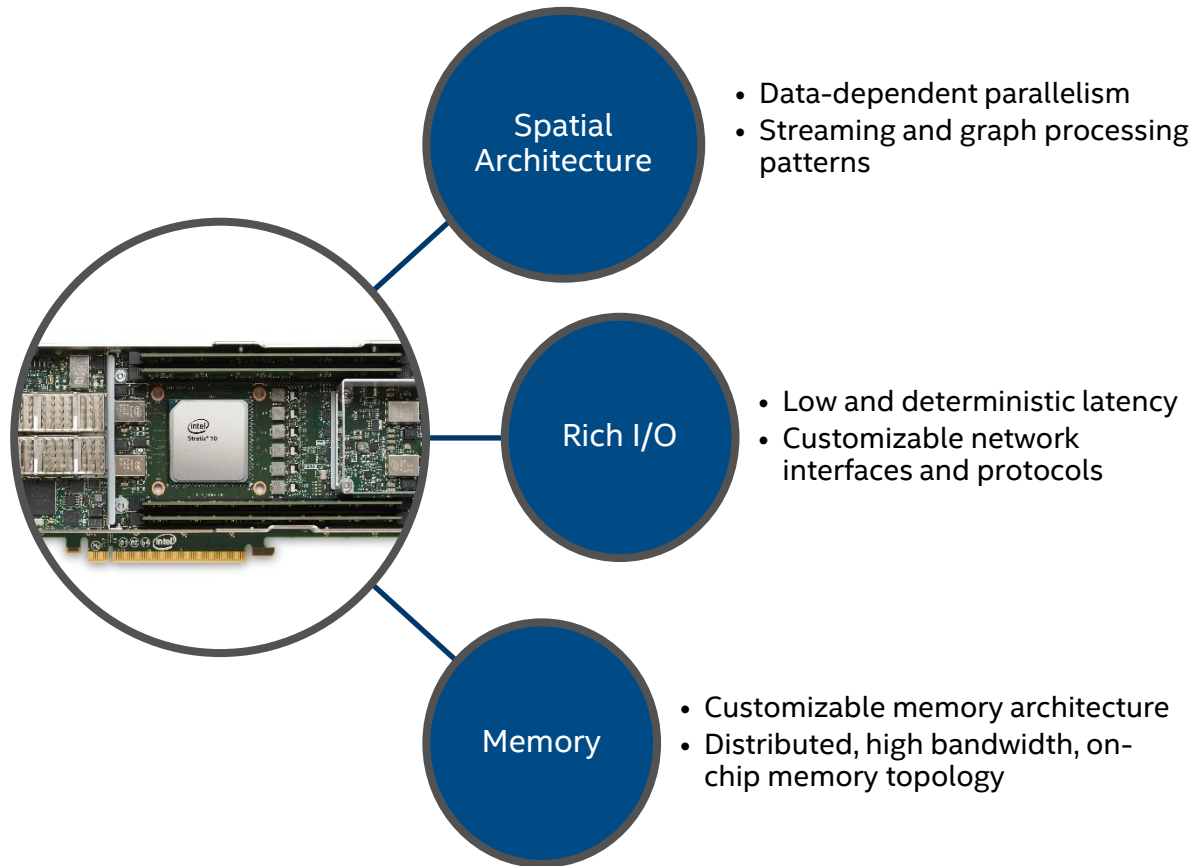 Spatial
Architecture
• Data-dependent parallelism
• Streaming and graph processing
patterns
intel
Stratix® 10
Rich I/O
• Low and deterministic latency
• Customizable network
interfaces and protocols
intel
Memory
• Customizable memory architecture
• Distributed, high bandwidth, on-
chip memory topology